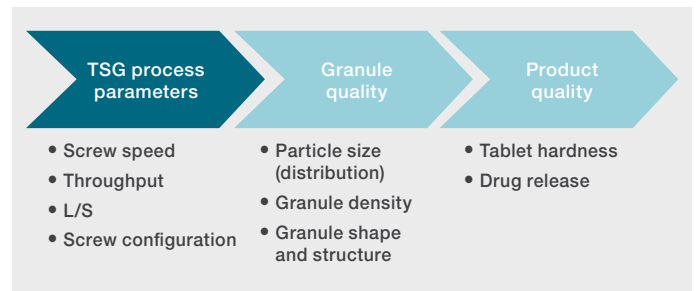 TSG process
parameters
Granule
quality
Product
quality
• Screw speed
• Throughput
• L/S
• Screw configuration
• Particle size
(distribution)
• Granule density
• Granule shape
and structure
• Tablet hardness
• Drug release